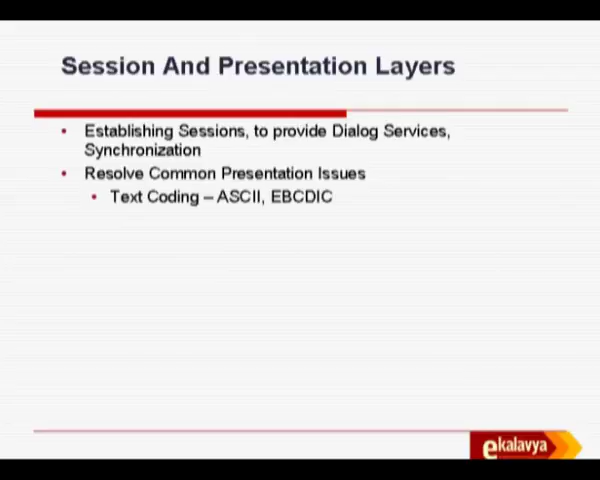 Session And Presentation Layers
• Establishing Sessions, to provide Dialog Services,
Synchronization
• Resolve Common Presentation Issues
• Text Coding – ASCII, EBCDIC
ekalavya